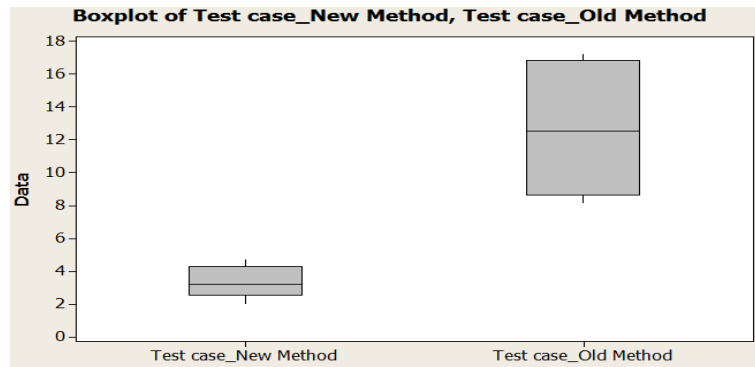 Boxplot of Test case_New Method, Test case_Old Method
18
16
14
12
10
8
6
4
2
0
Data
Test case_New Method
Test case_Old Method